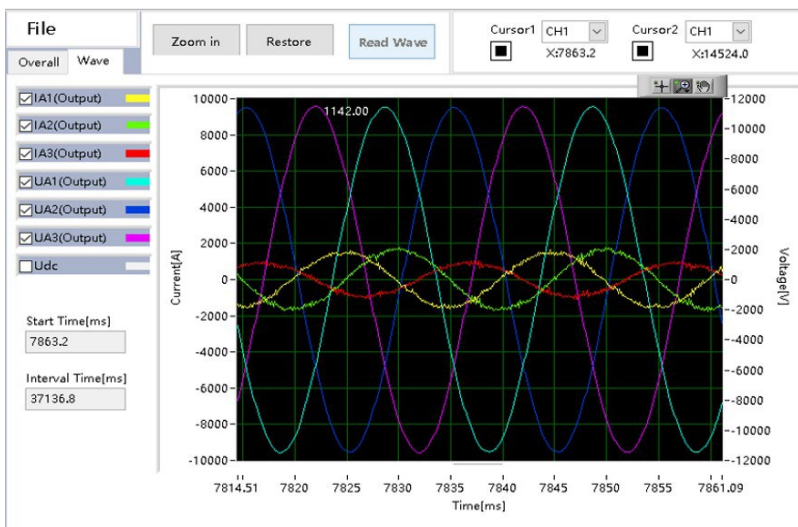 File
Zoom in
Restore
Read Wave
Cursor1 CH1
X:7863.2
Cursor2 CH1
X:14524.0
Overall
Wave
IA1(Output)
IA2(Output)
IA3(Output)
UA1(Output)
UA2(Output)
UA3(Output)
Udc
Start Time[ms]
7863.2
Interval Time[ms]
37136.8
1142.00
Current[A]
10000
8000
6000
4000
2000
0
-2000
-4000
-6000
-8000
-10000
Voltage[V]
12000
10000
8000
6000
4000
2000
0
-2000
-4000
-6000
-8000
-10000
-12000
7814.51 7820 7825 7830 7835 7840 7845 7850 7855 7861.09
Time[ms]